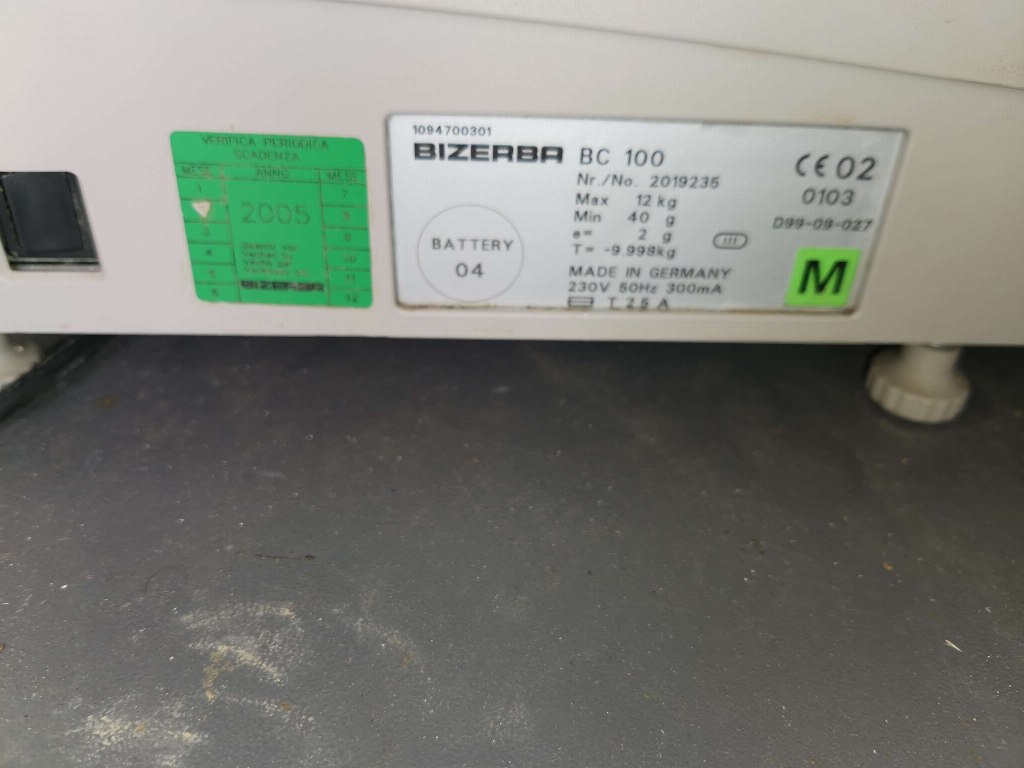 VERIFICA PERIODICA
SCADENZA
MESE ANNO MESE
1 7
2005
3 9
4 10
5 11
6 12
BIZERBA
1094700301
BIZERBA BC 100
Nr./No. 2019235
Max 12 kg
Min 40 g
e= 2 g
T= -9.998kg
III
MADE IN GERMANY
230V 50Hz 300mA
T 2.5 A
BATTERY
04
CE 02
0103
D99-09-027
M